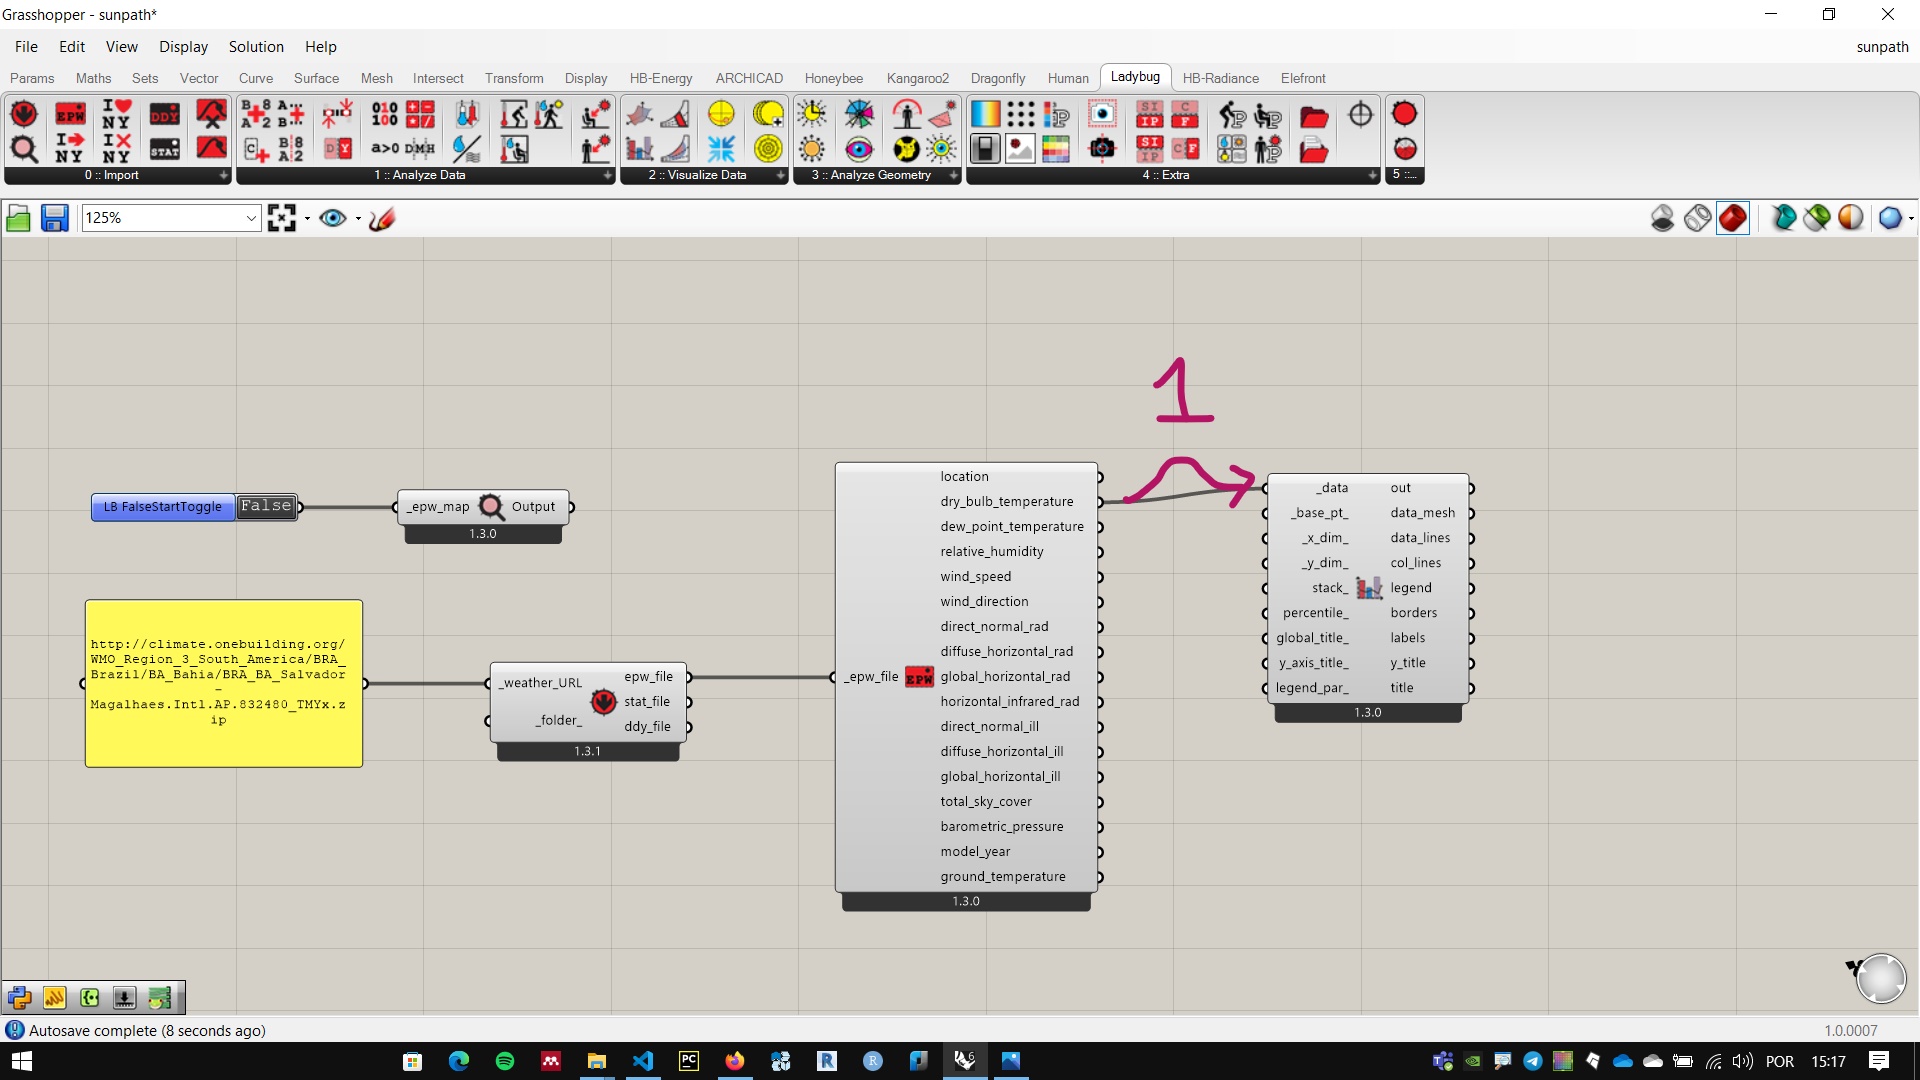 Grasshopper - sunpath*
File Edit View Display Solution Help sunpath
Params Maths Sets Vector Curve Surface Mesh Intersect Transform Display HB-Energy ARCHICAD Honeybee Kangaroo2 Dragonfly Human Ladybug HB-Radiance Elefront
0 :: Import 1 :: Analyze Data 2 :: Visualize Data 3 :: Analyze Geometry 4 :: Extra 5 ::...
125%
1
LB FalseStartToggle False
_epw_map Output
1.3.0
http://climate.onebuilding.org/
WMO_Region_3_South_America/BRA_
Brazil/BA_Bahia/BRA_BA_Salvador
-
Magalhaes.Intl.AP.832480_TMYx.z
ip
_weather_URL
_folder_
epw_file
stat_file
ddy_file
1.3.1
_epw_file
EPW
location
dry_bulb_temperature
dew_point_temperature
relative_humidity
wind_speed
wind_direction
direct_normal_rad
diffuse_horizontal_rad
global_horizontal_rad
horizontal_infrared_rad
direct_normal_ill
diffuse_horizontal_ill
global_horizontal_ill
total_sky_cover
barometric_pressure
model_year
ground_temperature
1.3.0
_data out
_base_pt_ data_mesh
_x_dim_ data_lines
_y_dim_ col_lines
stack_ legend
percentile_ borders
global_title_ labels
y_axis_title_ y_title
legend_par_ title
1.3.0
Autosave complete (8 seconds ago) 1.0.0007
POR 15:17